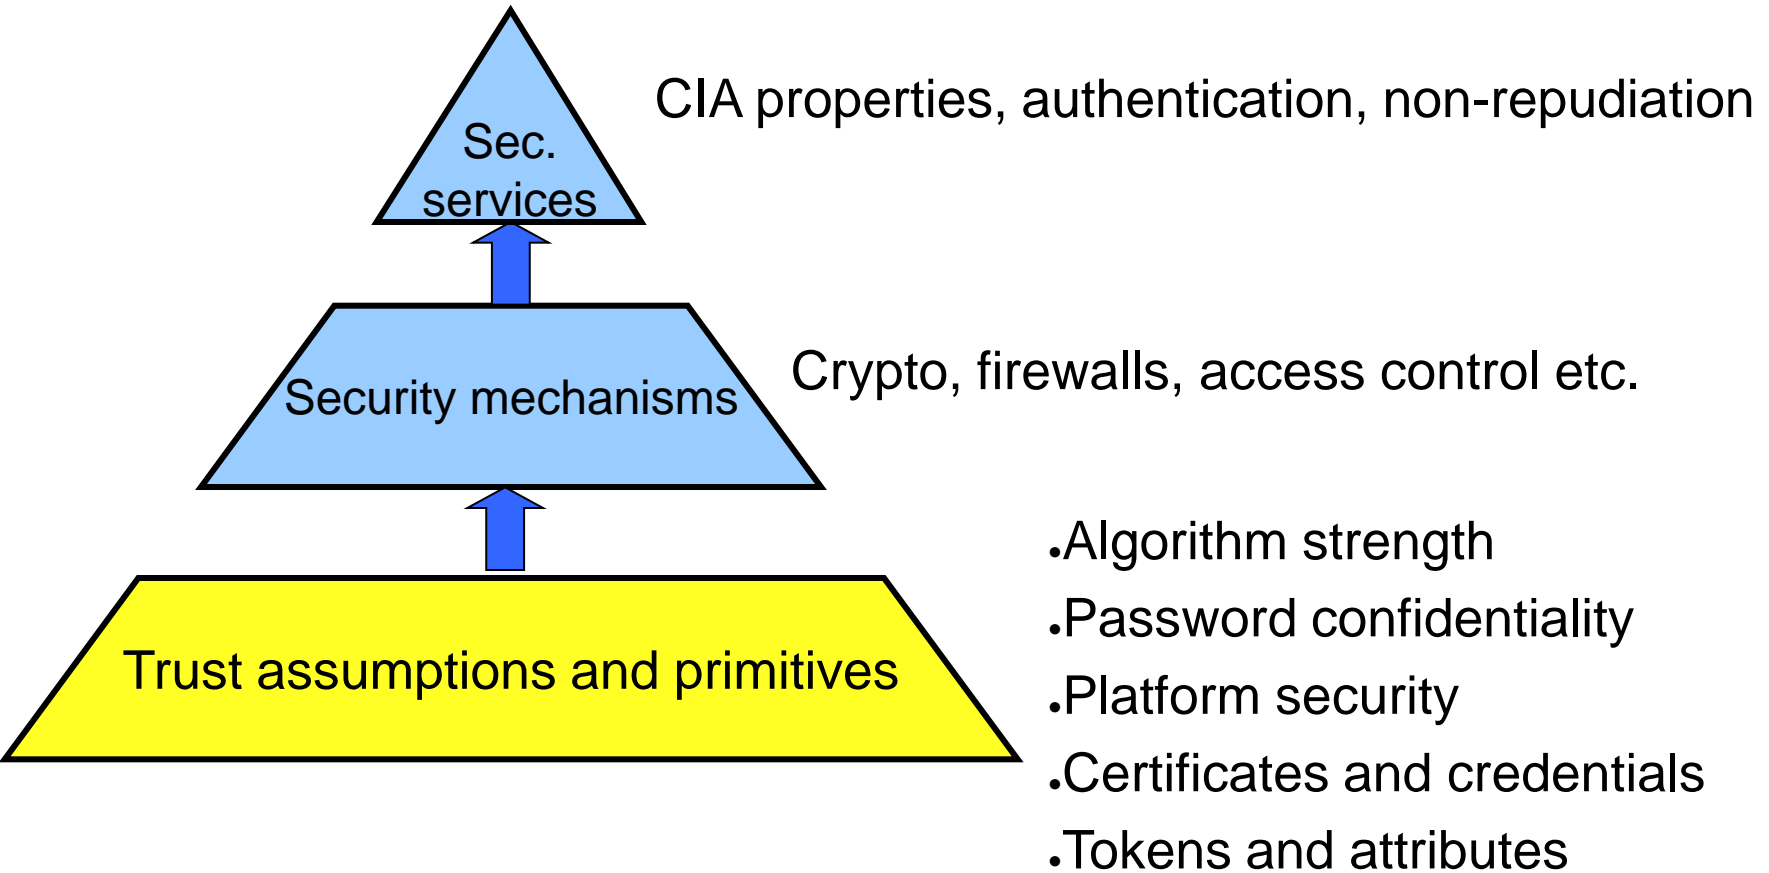 CIA properties, authentication, non-repudiation
Sec.
services
Crypto, firewalls, access control etc.
Security mechanisms
Trust assumptions and primitives
.Algorithm strength
.Password confidentiality
.Platform security
.Certificates and credentials
.Tokens and attributes